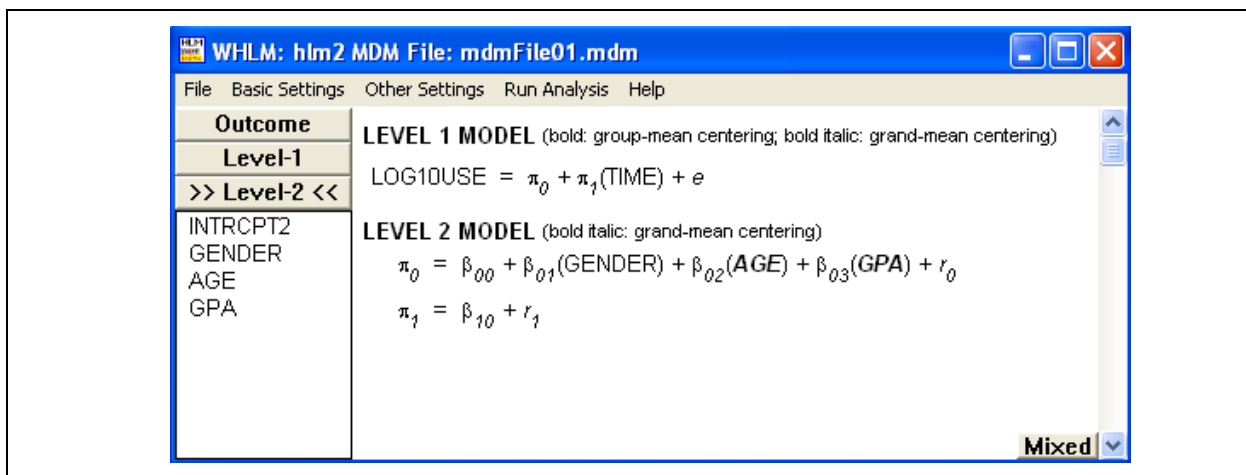 WHLM: hlm2 MDM File: mdmFile01.mdm
File Basic Settings Other Settings Run Analysis Help
Outcome
Level-1
>> Level-2 <<
INTRCPT2
GENDER
AGE
GPA
LEVEL 1 MODEL (bold: group-mean centering; bold italic: grand-mean centering)
LOG10USE = π0 + π1(TIME) + e
LEVEL 2 MODEL (bold italic: grand-mean centering)
π0 = β00 + β01(GENDER) + β02(AGE) + β03(GPA) + r0
π1 = β10 + r1
Mixed